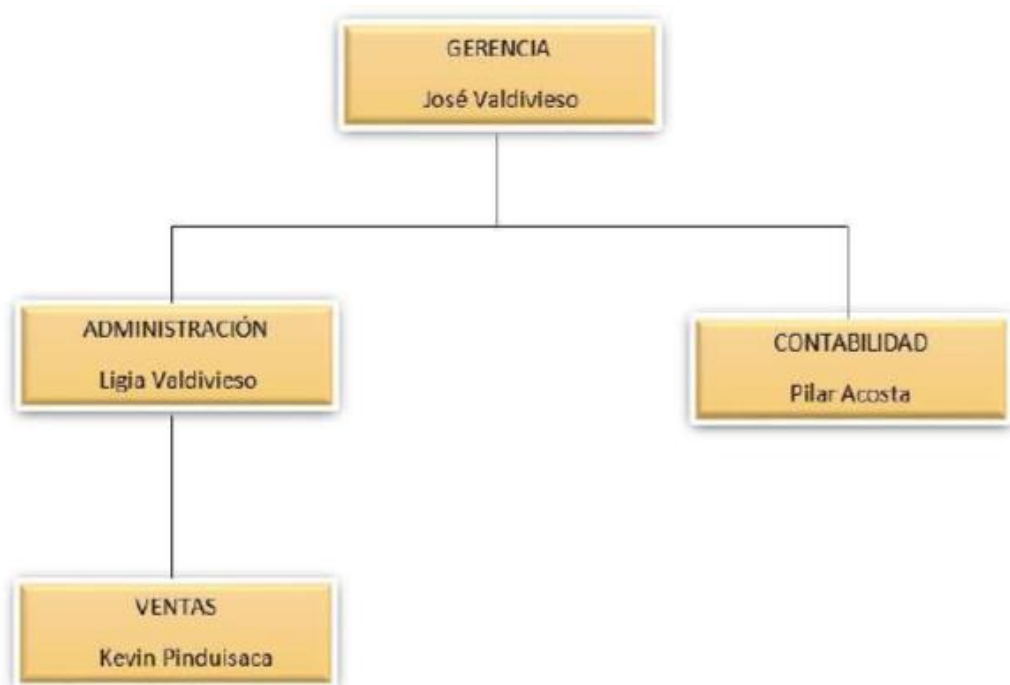 GERENCIA
José Valdivieso
ADMINISTRACIÓN
Ligia Valdivieso
CONTABILIDAD
Pilar Acosta
VENTAS
Kevin Pinduisaca